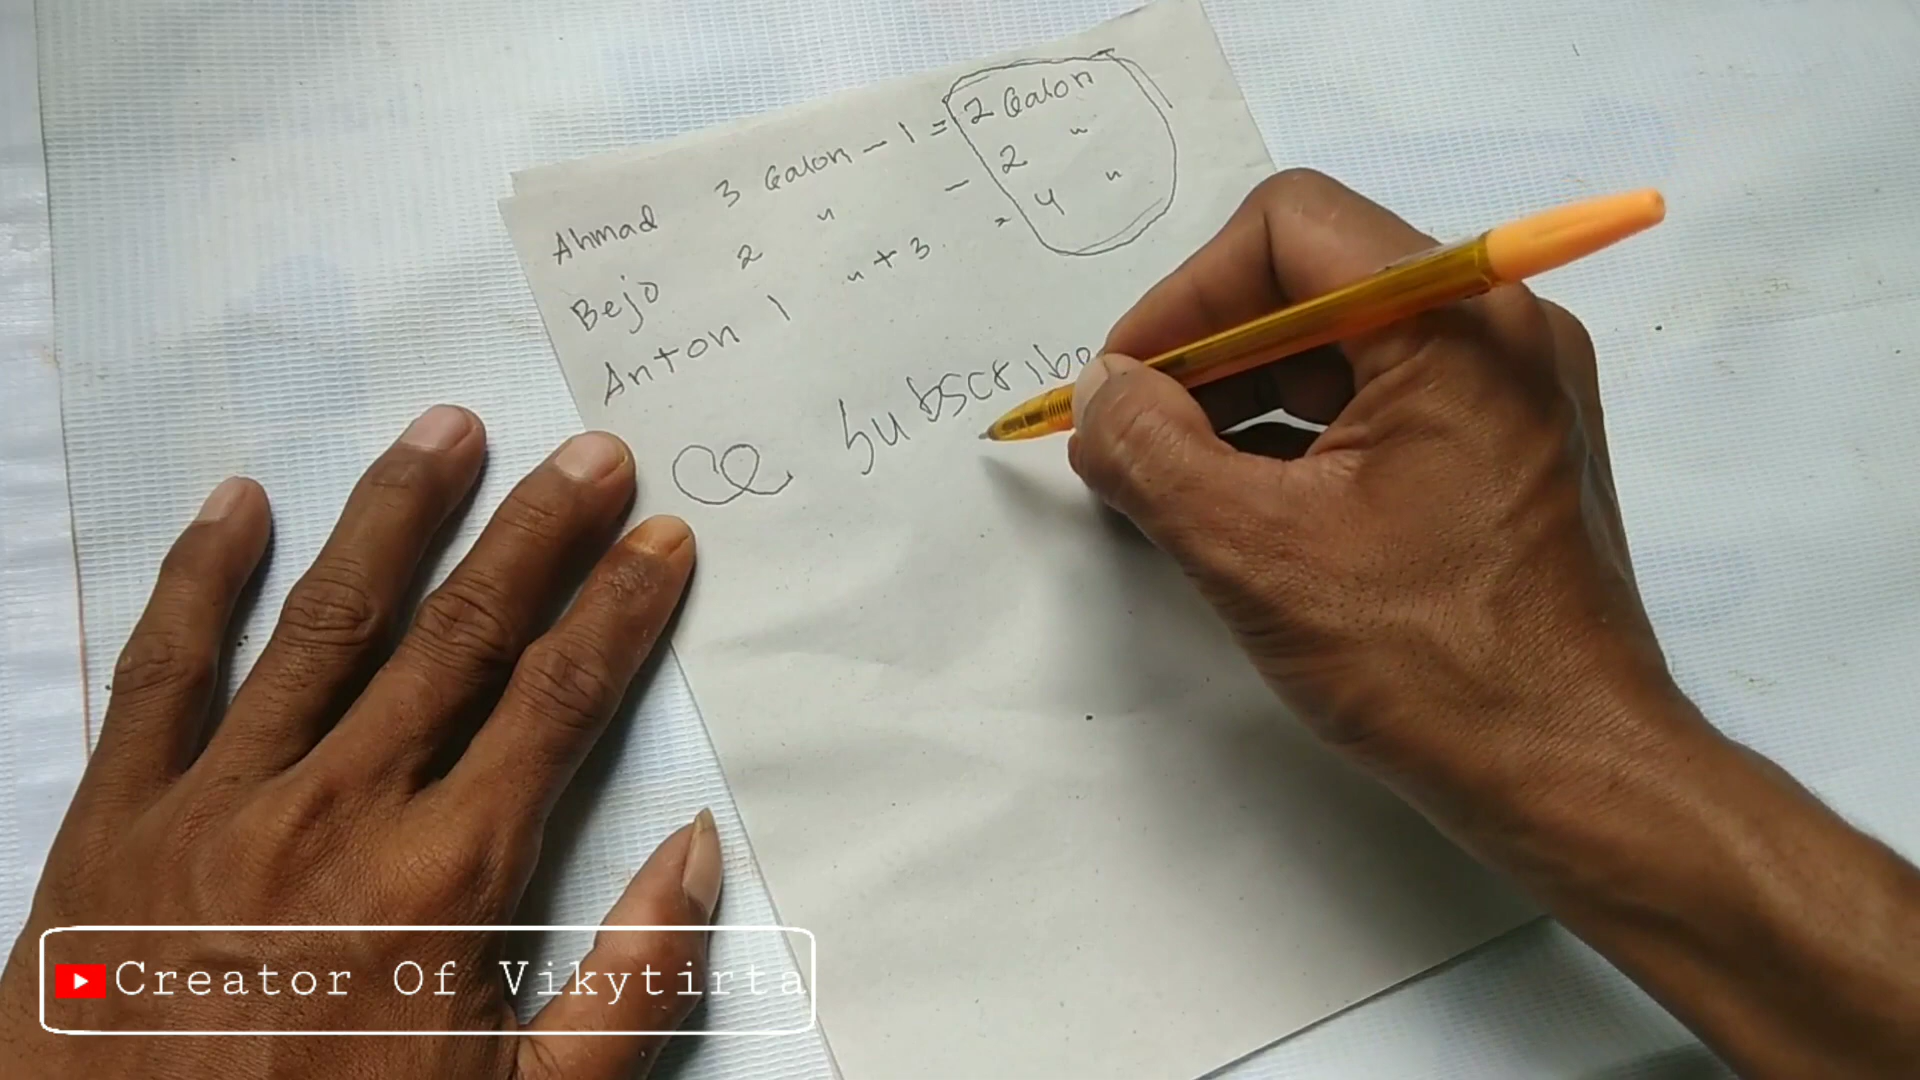 Ahmad 3 Galon - 1 = 2 Galon
Bejo 2 " - 2 "
Anton 1 " + 3 = 4 "
Subscribe
Creator Of Vikytirta